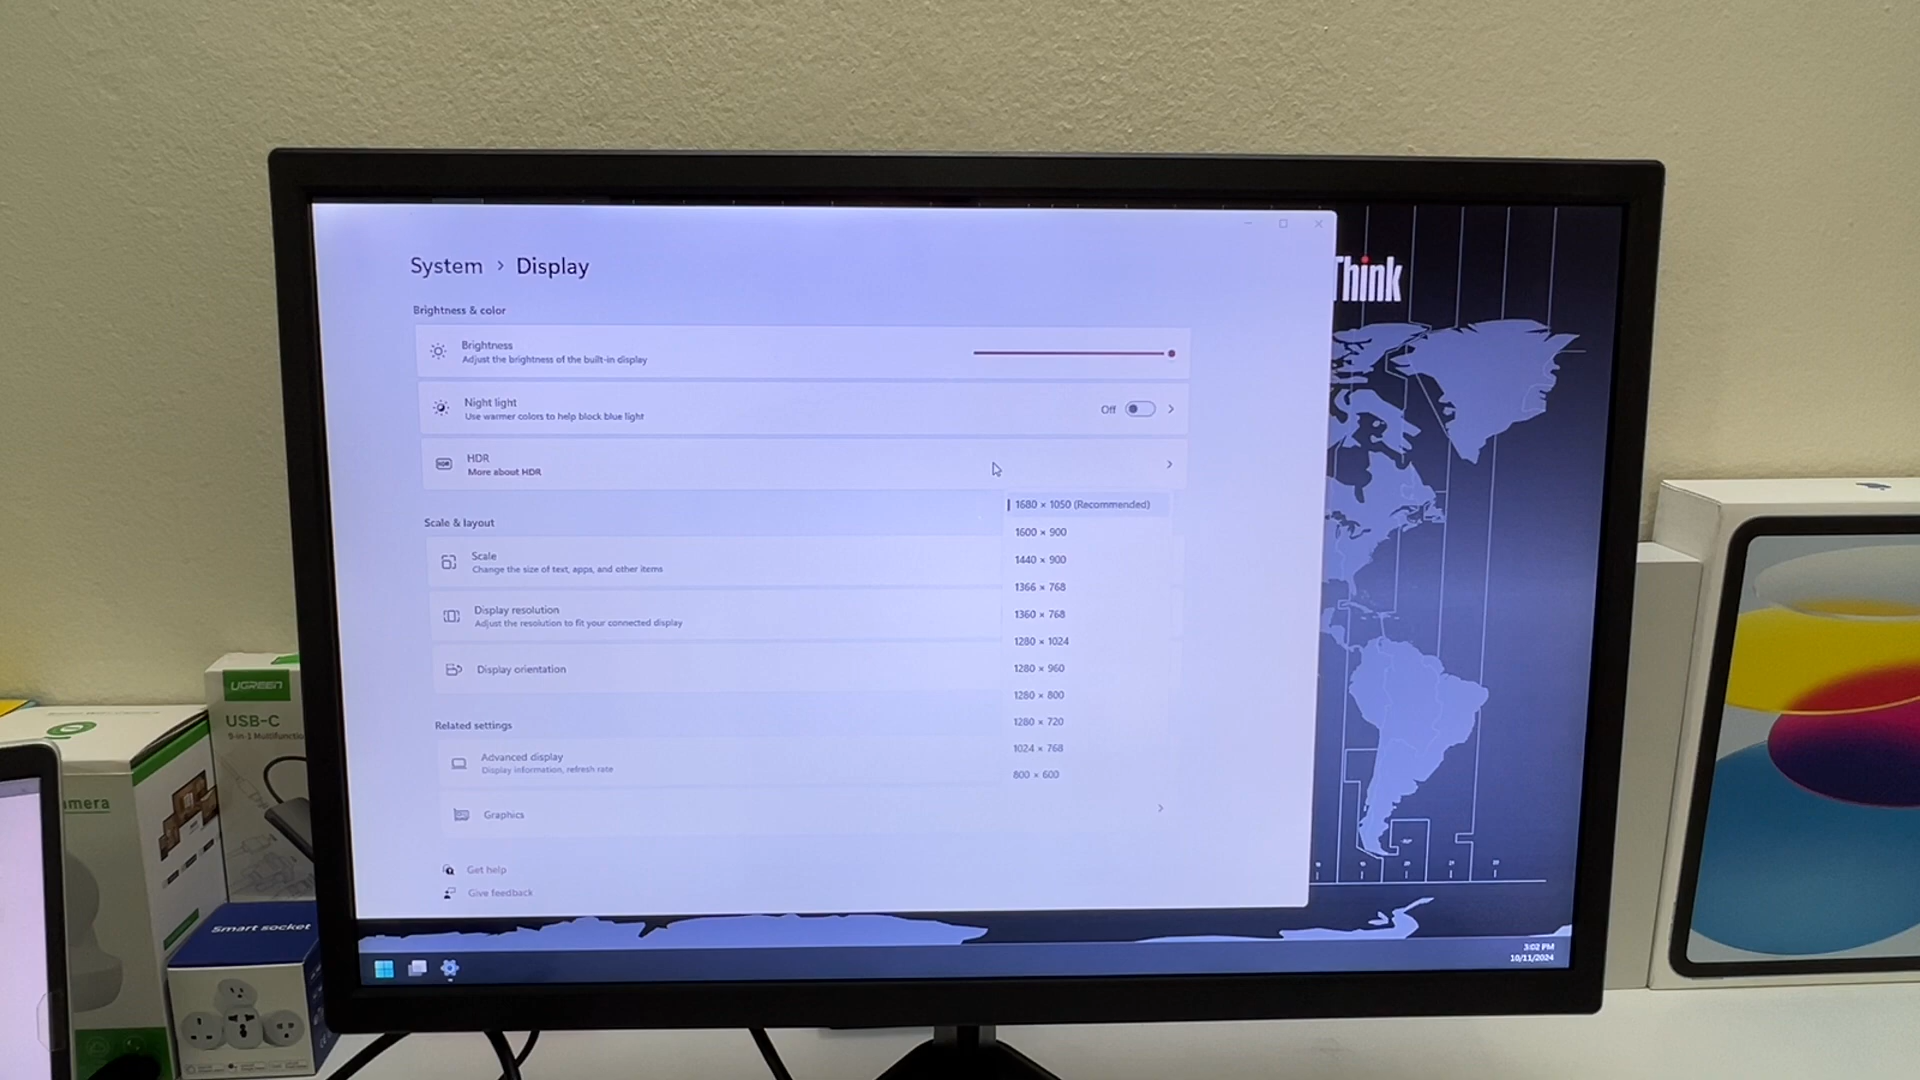 System > Display
Brightness & color
Brightness
Adjust the brightness of the built-in display
Night light
Use warmer colors to help block blue light
Off
HDR
More about HDR
1680 × 1050 (Recommended)
1600 × 900
1440 × 900
1366 × 768
1360 × 768
1280 × 1024
1280 × 960
1280 × 800
1280 × 720
1024 × 768
800 × 600
Scale & layout
Scale
Change the size of text, apps, and other items
Display resolution
Adjust the resolution to fit your connected display
Display orientation
Related settings
Advanced display
Display information, refresh rate
Graphics
Get help
Give feedback
Think
3:02 PM
10/11/2024
UGREEN
USB-C
9-in-1 Multifunctio
amera
Smart socket